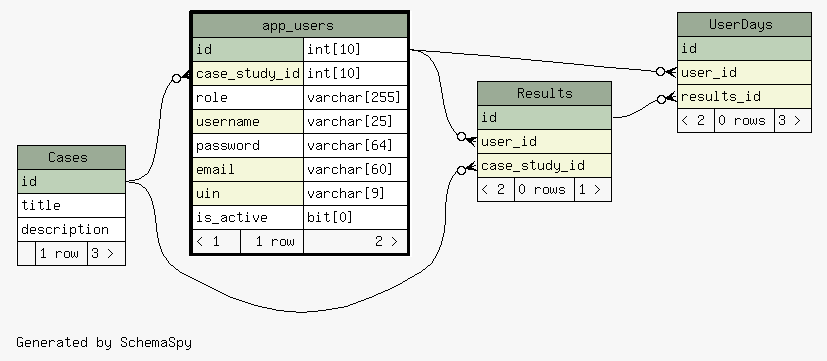 app_users
id int[10]
case_study_id int[10]
role varchar[255]
username varchar[25]
password varchar[64]
email varchar[60]
uin varchar[9]
is_active bit[0]
< 1 1 row 2 >
UserDays
id
user_id
results_id
< 2 0 rows 3 >
Results
id
user_id
case_study_id
< 2 0 rows 1 >
Cases
id
title
description
1 row 3 >
Generated by SchemaSpy